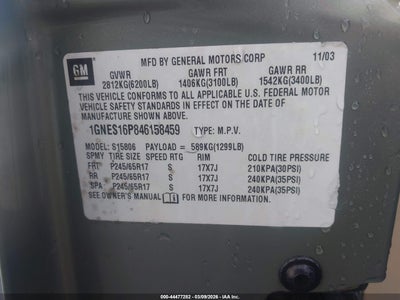 GM
MFD BY GENERAL MOTORS CORP 11/03
GVWR GAWR FRT GAWR RR
2812KG(6200LB) 1406KG(3100LB) 1542KG(3400LB)
THIS VEHICLE CONFORMS TO ALL APPLICABLE U.S. FEDERAL MOTOR
VEHICLE SAFETY STANDARDS IN EFFECT ON THE DATE OF
MANUFACTURE SHOWN ABOVE.
1GNES16P846158459 TYPE: M.P.V.
MODEL: S15806 PAYLOAD = 589KG(1299LB)
SPMY TIRE SIZE SPEED RTG RIM COLD TIRE PRESSURE
FRT P245/65R17 S 17X7J 210KPA(30PSI)
RR P245/65R17 S 17X7J 240KPA(35PSI)
SPA P245/65R17 S 17X7J 240KPA(35PSI)
SEE OWNER'S MANUAL FOR MORE INFORMATION.
000-44477282 - 03/09/2026 - IAAI.com